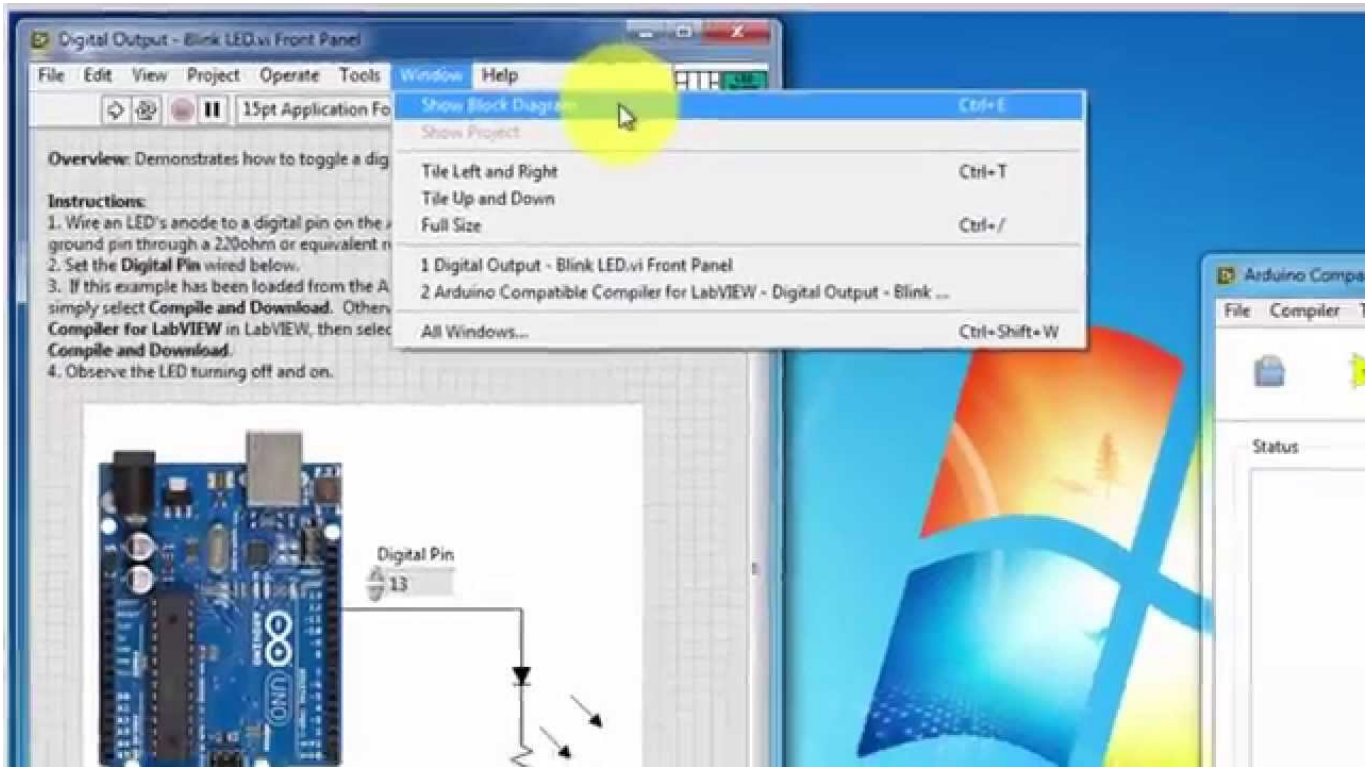 Digital Output - Blink LED.vi Front Panel
File Edit View Project Operate Tools Window Help
15pt Application Fo
Show Block Diagram Ctrl+E
Show Project
Tile Left and Right Ctrl+T
Tile Up and Down
Full Size Ctrl+/
1 Digital Output - Blink LED.vi Front Panel
2 Arduino Compatible Compiler for LabVIEW - Digital Output - Blink ...
All Windows... Ctrl+Shift+W
Overview: Demonstrates how to toggle a dig
Instructions:
1. Wire an LED's anode to a digital pin on the
ground pin through a 220ohm or equivalent
2. Set the Digital Pin wired below.
3. If this example has been loaded from the A
simply select Compile and Download. Other
Compiler for LabVIEW in LabVIEW, then selec
Compile and Download.
4. Observe the LED turning off and on.
Digital Pin
13
ARDUINO
UNO
Arduino Compa
File Compiler T
Status